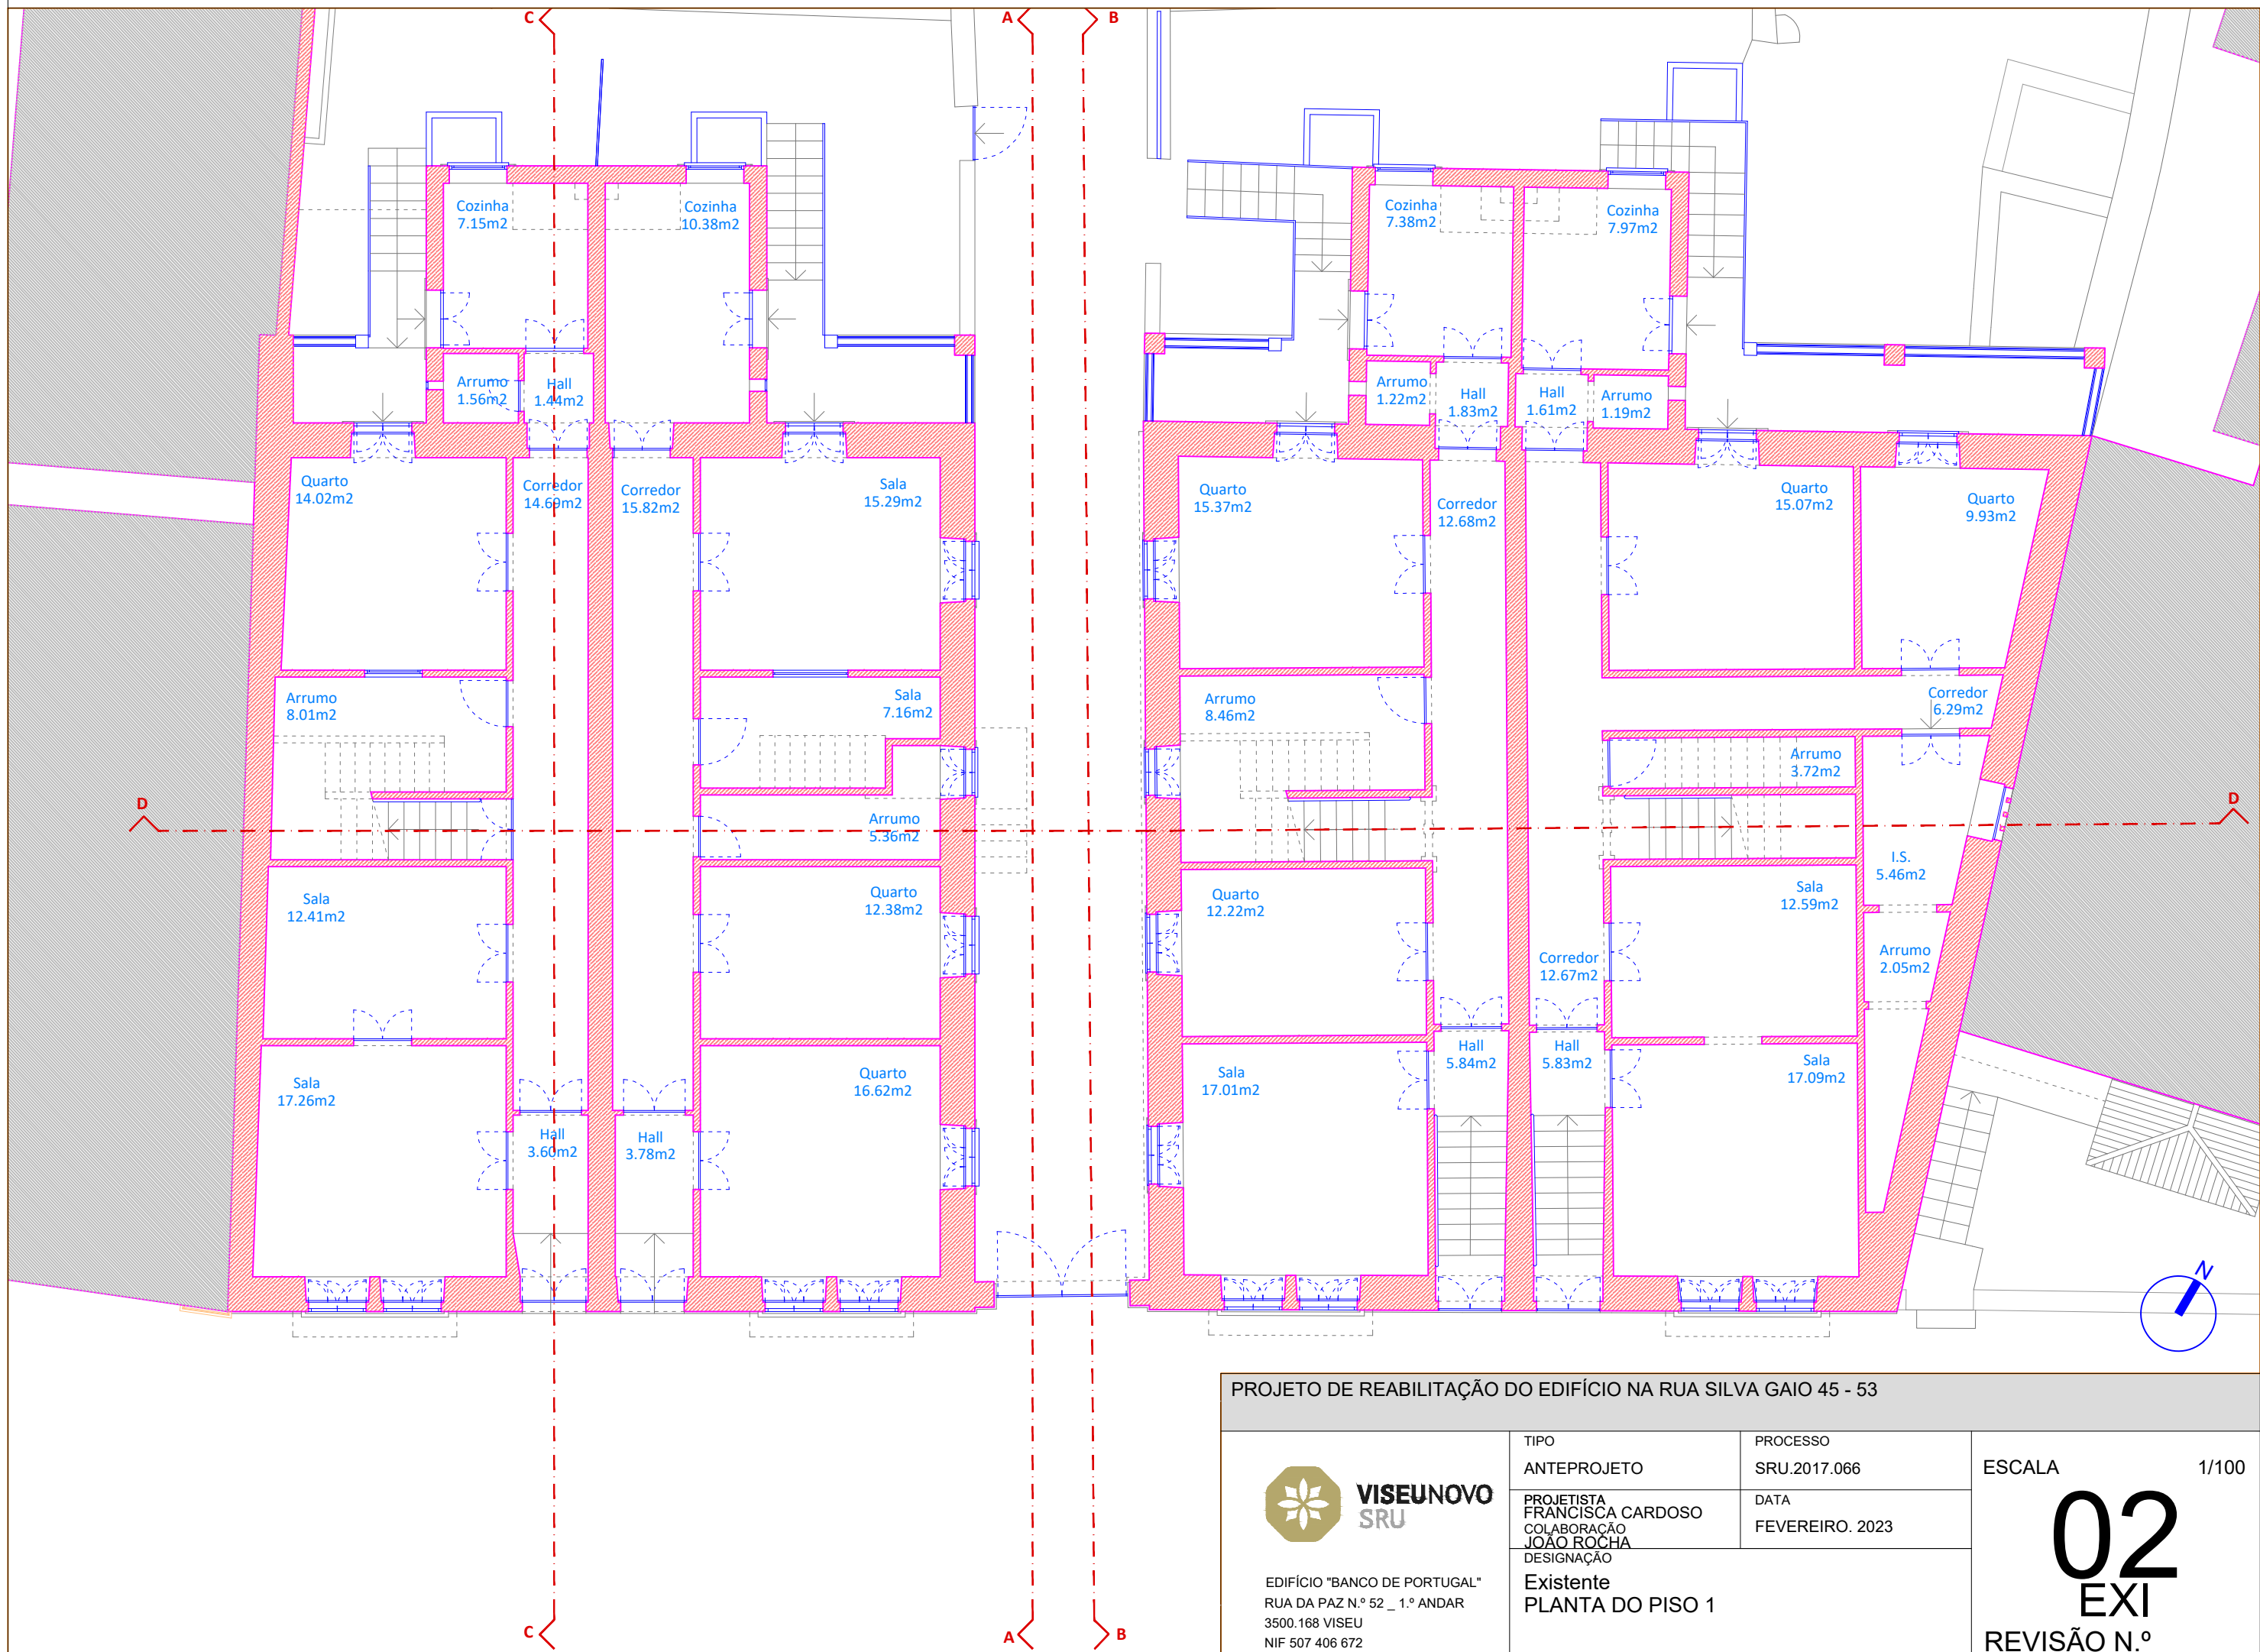 C
A
B
Cozinha
7.15m2
Cozinha
10.38m2
Cozinha
7.38m2
Cozinha
7.97m2
Arrumo
1.56m2
Hall
1.44m2
Arrumo
1.22m2
Hall
1.83m2
Hall
1.61m2
Arrumo
1.19m2
Quarto
14.02m2
Corredor
14.69m2
Corredor
15.82m2
Sala
15.29m2
Quarto
15.37m2
Corredor
12.68m2
Quarto
15.07m2
Quarto
9.93m2
Arrumo
8.01m2
Sala
7.16m2
Arrumo
8.46m2
Corredor
6.29m2
Arrumo
3.72m2
D
D
Arrumo
5.36m2
I.S.
5.46m2
Sala
12.41m2
Quarto
12.38m2
Quarto
12.22m2
Sala
12.59m2
Corredor
12.67m2
Arrumo
2.05m2
Sala
17.26m2
Hall
3.60m2
Hall
3.78m2
Quarto
16.62m2
Sala
17.01m2
Hall
5.84m2
Hall
5.83m2
Sala
17.09m2
N
C
A
B
PROJETO DE REABILITAÇÃO DO EDIFÍCIO NA RUA SILVA GAIO 45 - 53
VISEUNOVO
SRU
EDIFÍCIO "BANCO DE PORTUGAL"
RUA DA PAZ N.º 52 _ 1.º ANDAR
3500.168 VISEU
NIF 507 406 672
TIPO
ANTEPROJETO
PROCESSO
SRU.2017.066
PROJETISTA
FRANCISCA CARDOSO
COLABORAÇÃO
JOÃO ROCHA
DATA
FEVEREIRO. 2023
DESIGNAÇÃO
Existente
PLANTA DO PISO 1
ESCALA 1/100
02
EXI
REVISÃO N.º